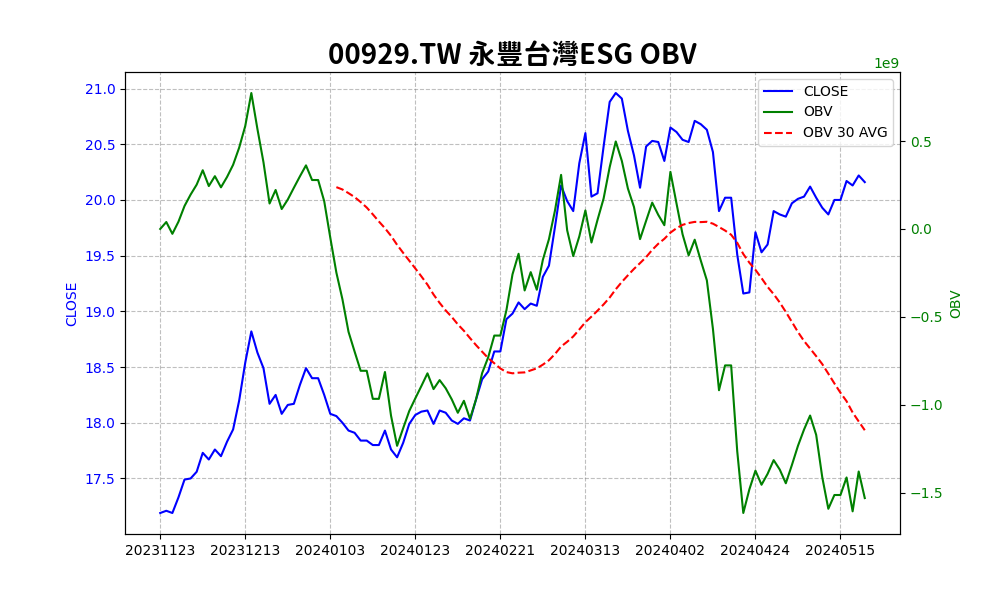 00929.TW 永豐台灣ESG OBV
1e9
CLOSE
OBV
OBV 30 AVG
21.0
20.5
20.0
19.5
19.0
18.5
18.0
17.5
CLOSE
0.5
0.0
−0.5
−1.0
−1.5
OBV
20231123 20231213 20240103 20240123 20240221 20240313 20240402 20240424 20240515